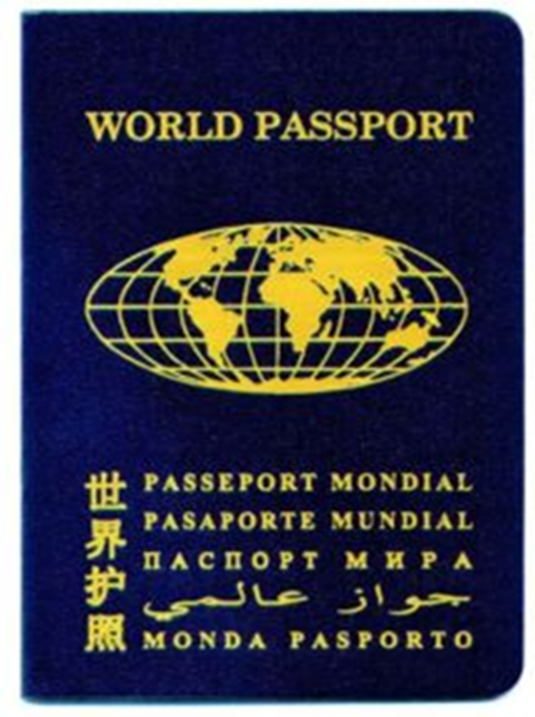 WORLD PASSPORT
世界护照
PASSEPORT MONDIAL
PASAPORTE MUNDIAL
ПАСПОРТ МИРА
جواز عالمي
MONDA PASPORTO